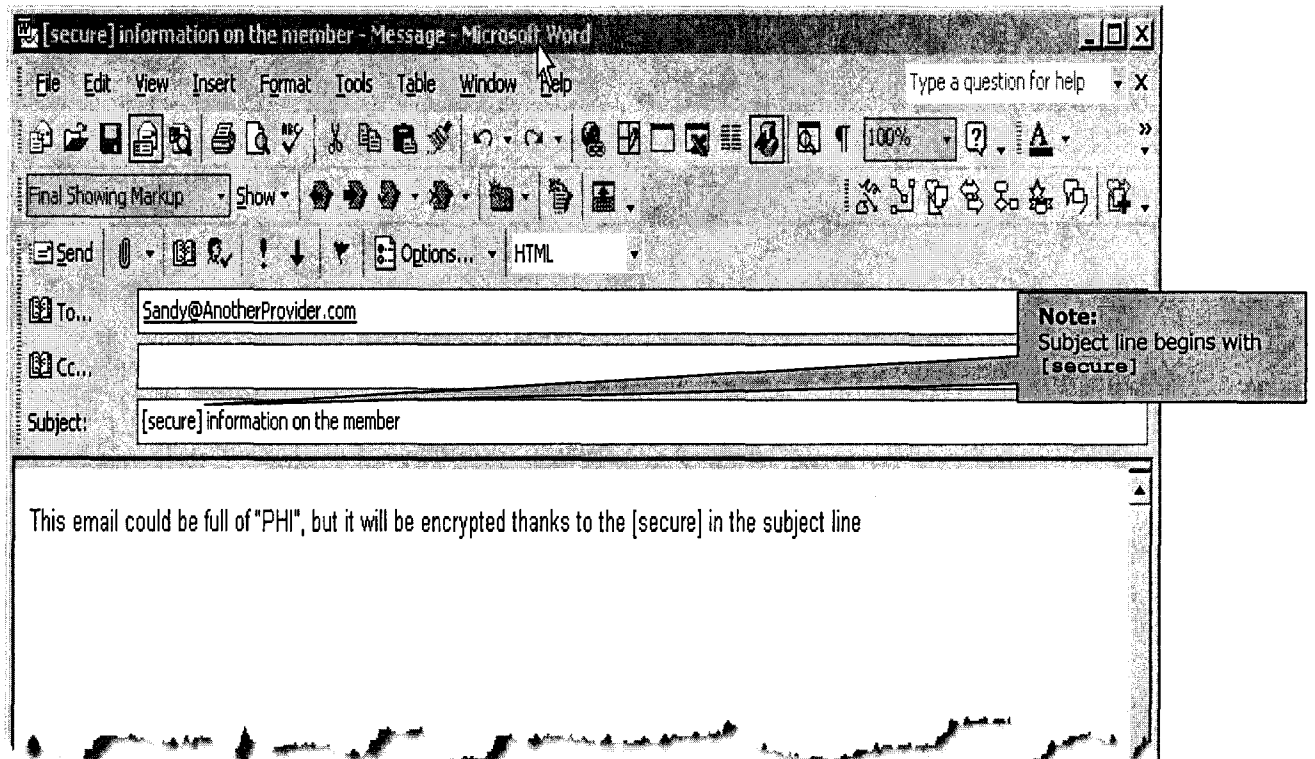 [secure] information on the member - Message - Microsoft Word
File Edit View Insert Format Tools Table Window Help
Type a question for help
ABC
100%
A
Final Showing Markup
Show
Send
Options...
HTML
To...
Sandy@AnotherProvider.com
Note:
Subject line begins with
[secure]
Cc...
Subject:
[secure] information on the member
This email could be full of "PHI", but it will be encrypted thanks to the [secure] in the subject line